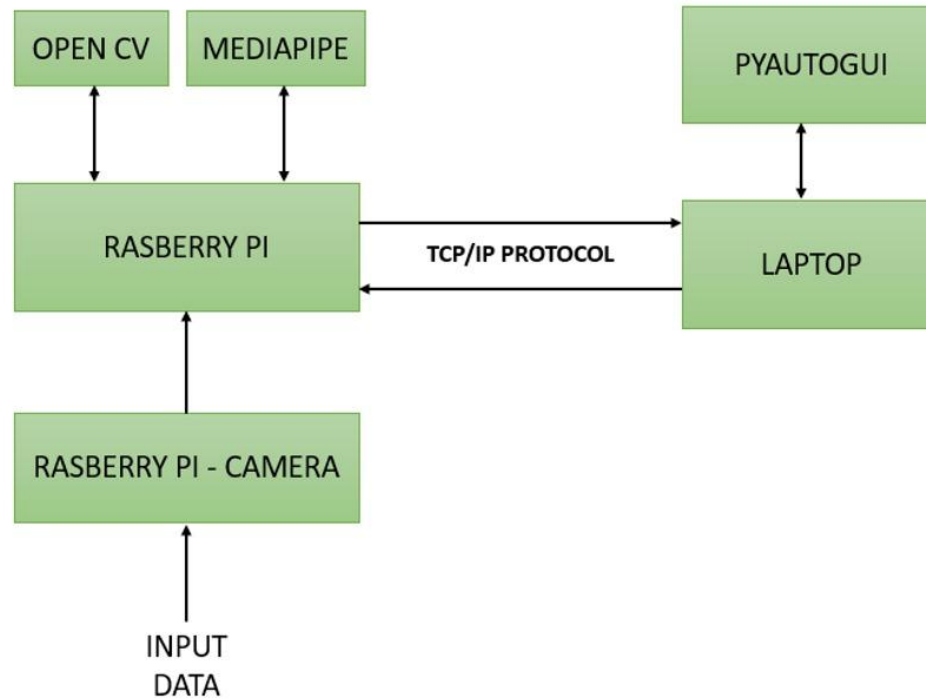 OPEN CV
MEDIAPIPE
PYAUTOGUI
RASBERRY PI
TCP/IP PROTOCOL
LAPTOP
RASBERRY PI - CAMERA
INPUT
DATA